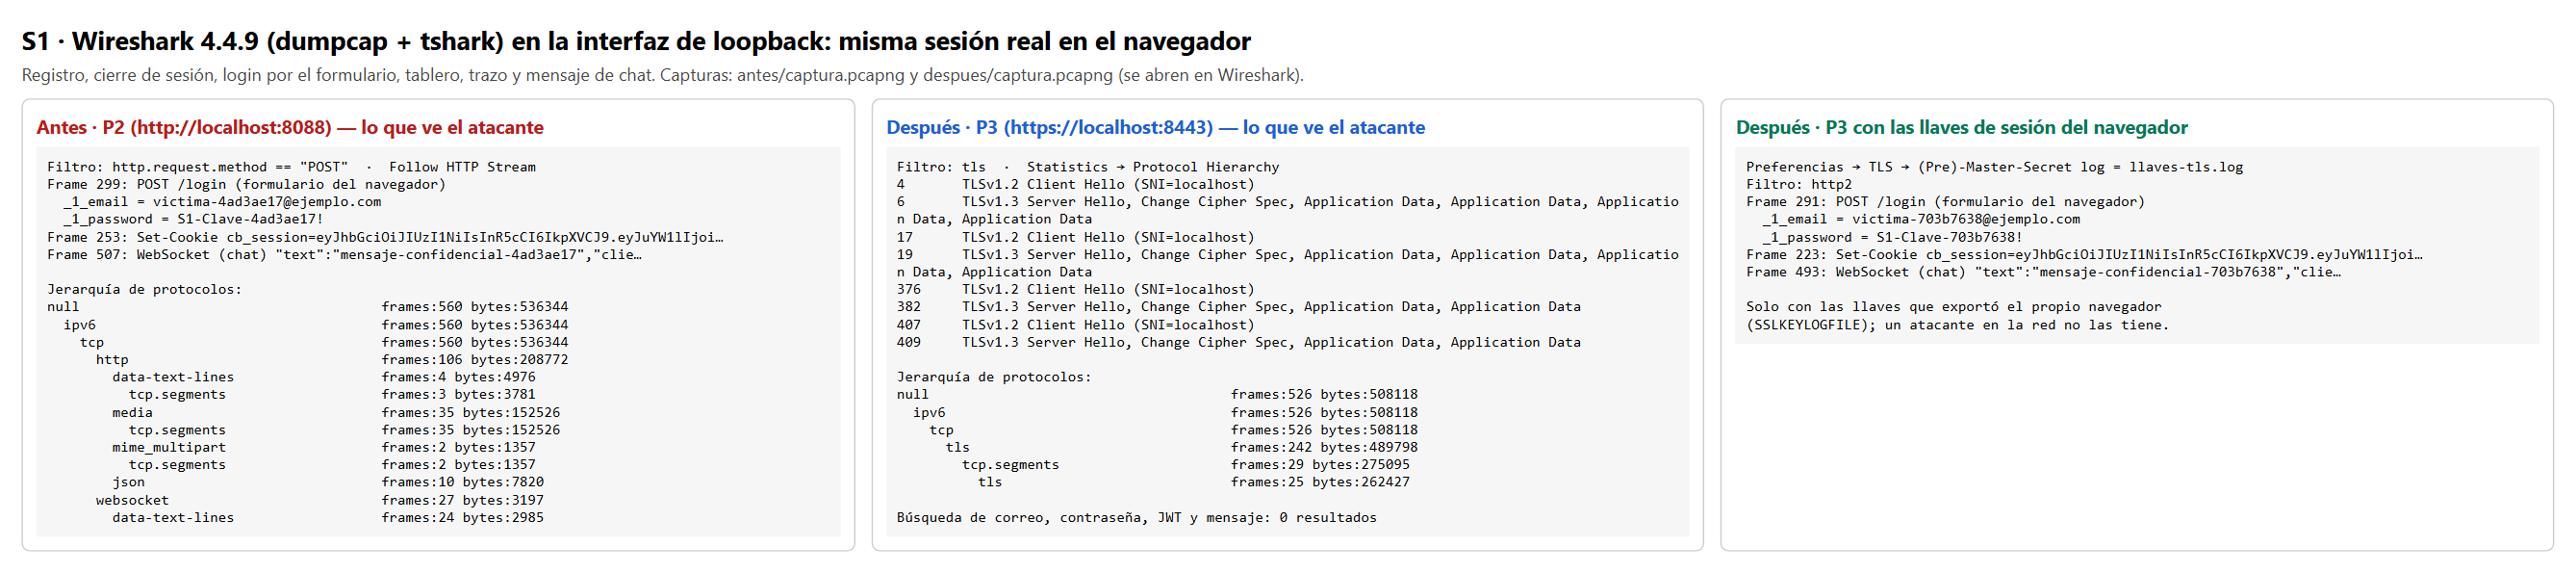 S1 · Wireshark 4.4.9 (dumpcap + tshark) en la interfaz de loopback: misma sesión real en el navegador
Registro, cierre de sesión, login por el formulario, tablero, trazo y mensaje de chat. Capturas: antes/captura.pcapng y despues/captura.pcapng (se abren en Wireshark).
Antes · P2 (http://localhost:8088) — lo que ve el atacante
Filtro: http.request.method == "POST"  ·  Follow HTTP Stream
Frame 299: POST /login (formulario del navegador)
_1_email = victima-4ad3ae17@ejemplo.com
_1_password = S1-Clave-4ad3ae17!
Frame 253: Set-Cookie cb_session=eyJhbGciOiJIUzI1NiIsInR5cCI6IkpXVCJ9.eyJuYW1lIjoi…
Frame 507: WebSocket (chat) "text":"mensaje-confidencial-4ad3ae17","clie…
Jerarquía de protocolos:
null frames:560 bytes:536344
ipv6 frames:560 bytes:536344
tcp frames:560 bytes:536344
http frames:106 bytes:208772
data-text-lines frames:4 bytes:4976
tcp.segments frames:3 bytes:3781
media frames:35 bytes:152526
tcp.segments frames:35 bytes:152526
mime_multipart frames:2 bytes:1357
tcp.segments frames:2 bytes:1357
json frames:10 bytes:7820
websocket frames:27 bytes:3197
data-text-lines frames:24 bytes:2985
Después · P3 (https://localhost:8443) — lo que ve el atacante
Filtro: tls  ·  Statistics → Protocol Hierarchy
4 TLSv1.2 Client Hello (SNI=localhost)
6 TLSv1.3 Server Hello, Change Cipher Spec, Application Data, Application Data, Applicatio
n Data, Application Data
17 TLSv1.2 Client Hello (SNI=localhost)
19 TLSv1.3 Server Hello, Change Cipher Spec, Application Data, Application Data, Applicatio
n Data, Application Data
376 TLSv1.2 Client Hello (SNI=localhost)
382 TLSv1.3 Server Hello, Change Cipher Spec, Application Data, Application Data
407 TLSv1.2 Client Hello (SNI=localhost)
409 TLSv1.3 Server Hello, Change Cipher Spec, Application Data, Application Data
Jerarquía de protocolos:
null frames:526 bytes:508118
ipv6 frames:526 bytes:508118
tcp frames:526 bytes:508118
tls frames:242 bytes:489798
tcp.segments frames:29 bytes:275095
tls frames:25 bytes:262427
Búsqueda de correo, contraseña, JWT y mensaje: 0 resultados
Después · P3 con las llaves de sesión del navegador
Preferencias → TLS → (Pre)-Master-Secret log = llaves-tls.log
Filtro: http2
Frame 291: POST /login (formulario del navegador)
_1_email = victima-703b7638@ejemplo.com
_1_password = S1-Clave-703b7638!
Frame 223: Set-Cookie cb_session=eyJhbGciOiJIUzI1NiIsInR5cCI6IkpXVCJ9.eyJuYW1lIjoi…
Frame 493: WebSocket (chat) "text":"mensaje-confidencial-703b7638","clie…
Solo con las llaves que exportó el propio navegador
(SSLKEYLOGFILE); un atacante en la red no las tiene.